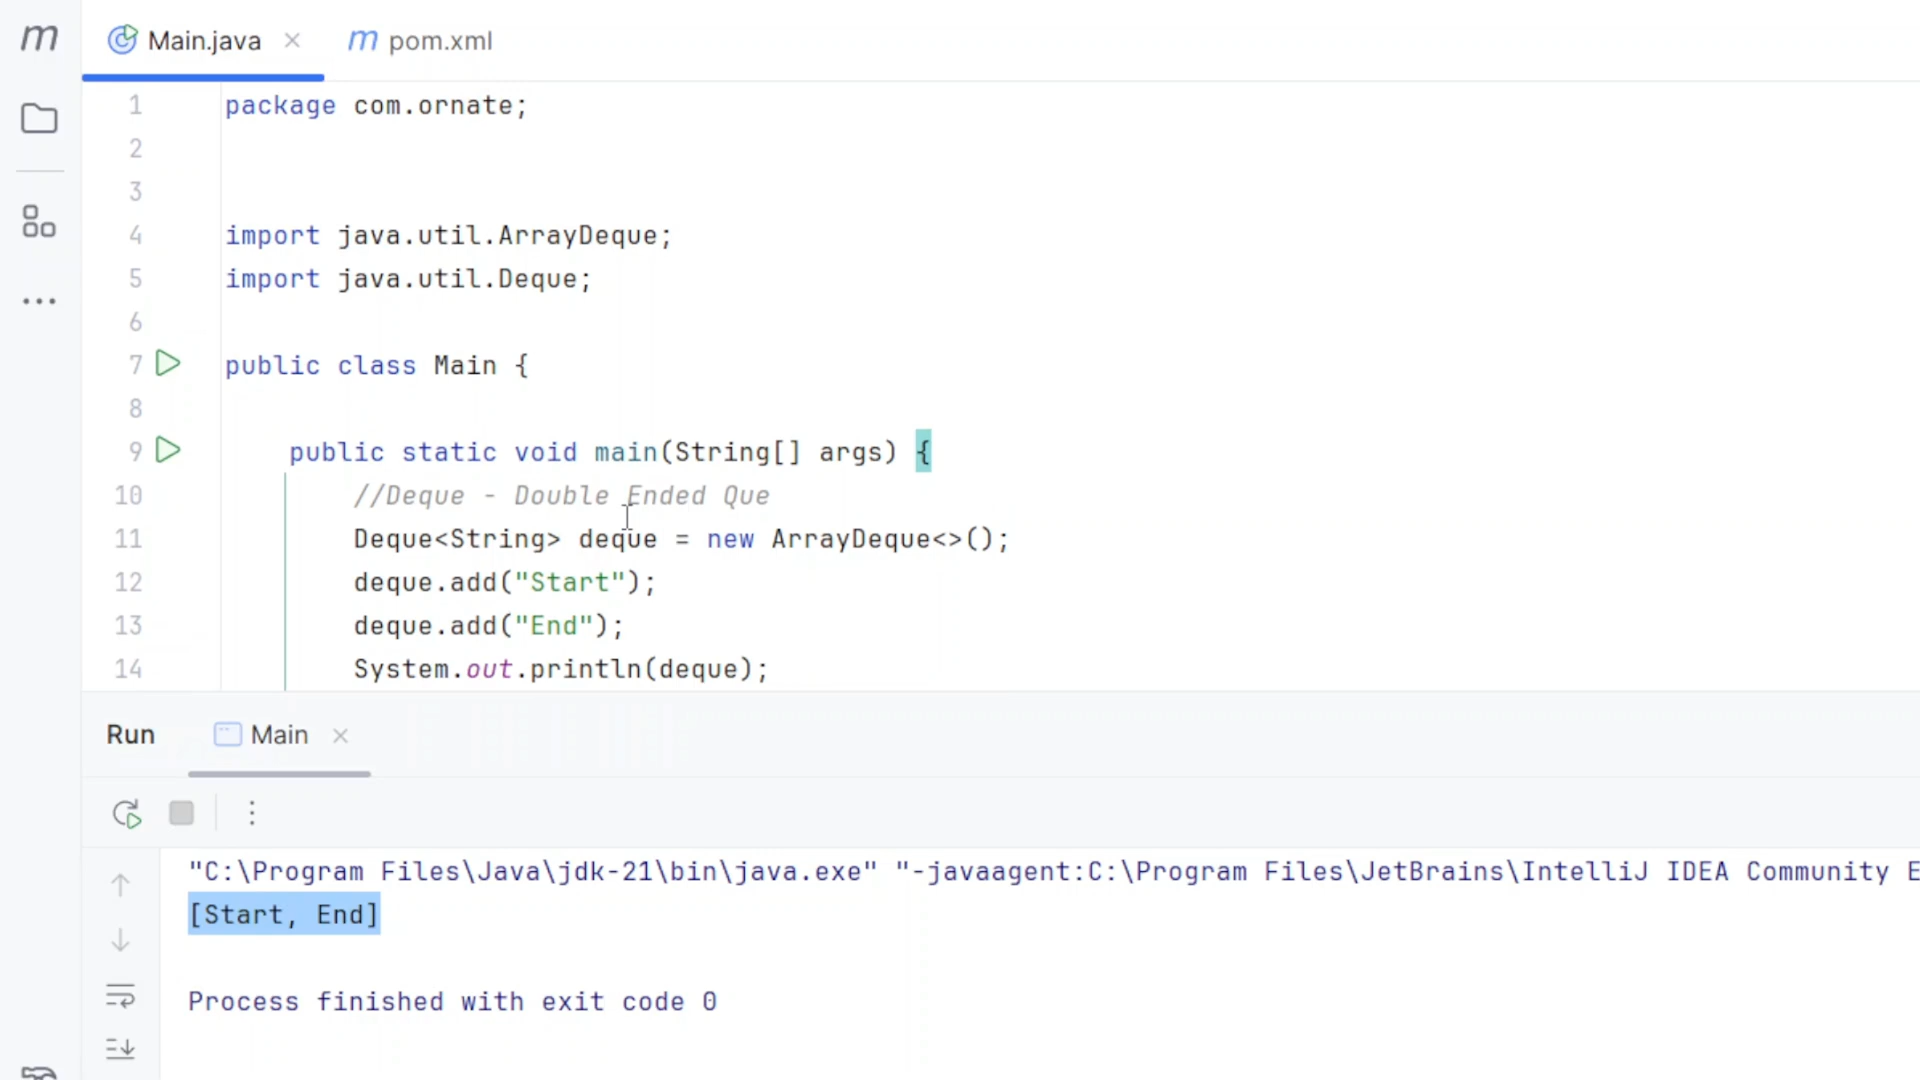 m Main.java × m pom.xml
1 package com.ornate;
2
3
4 import java.util.ArrayDeque;
5 import java.util.Deque;
6
7 public class Main {
8
9 public static void main(String[] args) {
10 //Deque - Double Ended Que
11 Deque<String> deque = new ArrayDeque<>();
12 deque.add("Start");
13 deque.add("End");
14 System.out.println(deque);
Run Main ×
"C:\Program Files\Java\jdk-21\bin\java.exe" "-javaagent:C:\Program Files\JetBrains\IntelliJ IDEA Community E
[Start, End]
Process finished with exit code 0